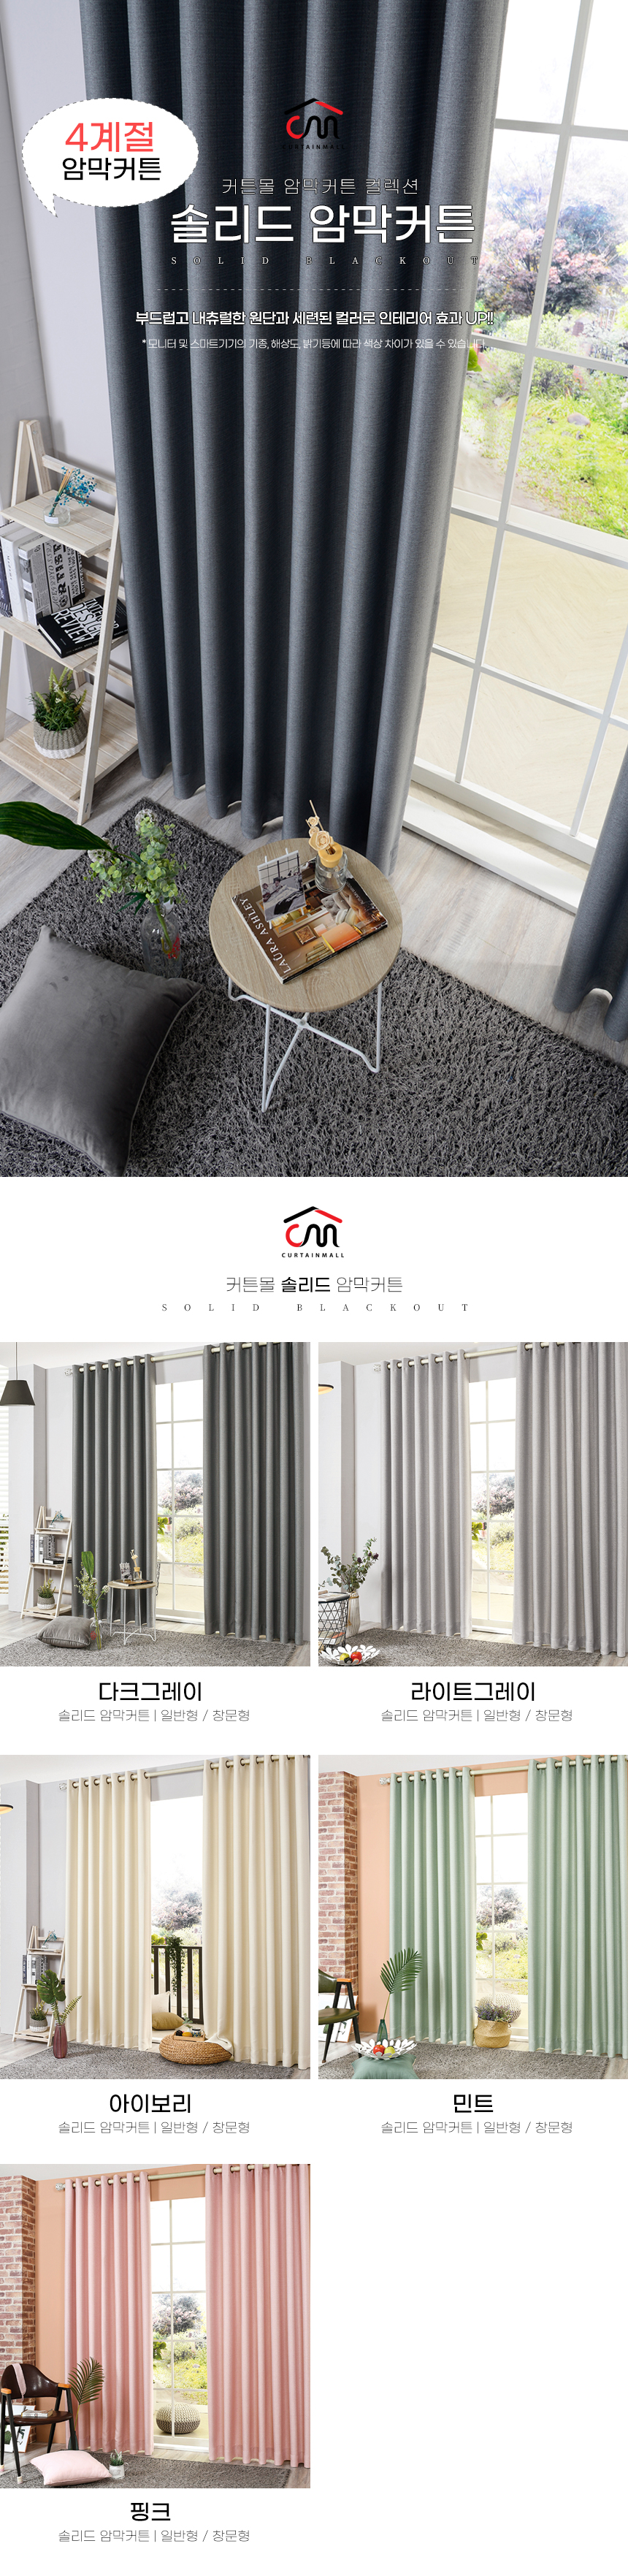 4계절
암막커튼
CURTAINMALL
커튼몰 암막커튼 컬렉션
솔리드 암막커튼
SOLID BLACKOUT
부드럽고 내츄럴한 원단과 세련된 컬러로 인테리어 효과 UP!!
* 모니터 및 스마트기기의 기종, 해상도, 밝기등에 따라 색상 차이가 있을 수 있습니다.
DESIGN
REVIEW
LAURA ASHLEY
CURTAINMALL
커튼몰 솔리드 암막커튼
SOLID BLACKOUT
다크그레이
솔리드 암막커튼 | 일반형 / 창문형
라이트그레이
솔리드 암막커튼 | 일반형 / 창문형
아이보리
솔리드 암막커튼 | 일반형 / 창문형
민트
솔리드 암막커튼 | 일반형 / 창문형
핑크
솔리드 암막커튼 | 일반형 / 창문형